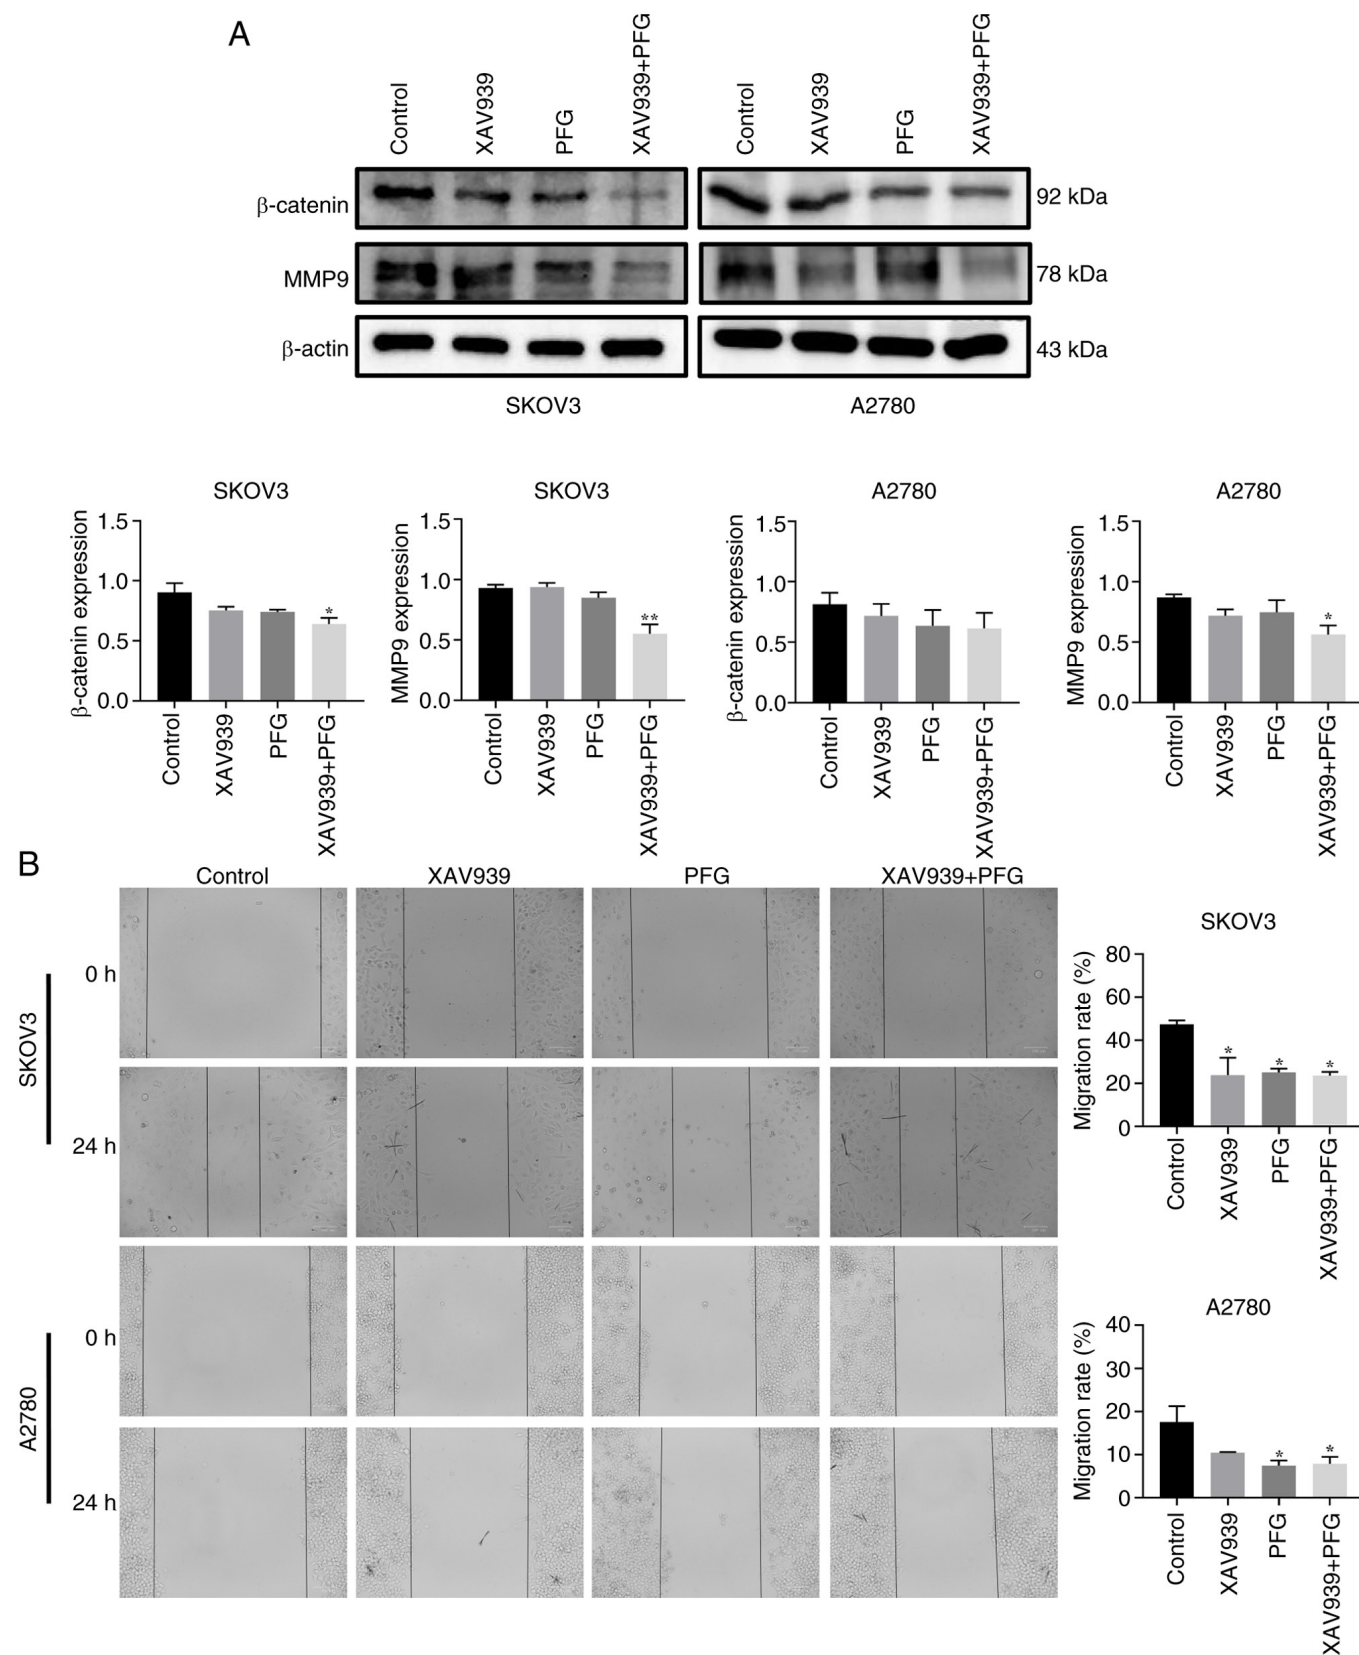 A
Control
XAV939
PFG
XAV939+PFG
Control
XAV939
PFG
XAV939+PFG
β-catenin
92 kDa
MMP9
78 kDa
β-actin
43 kDa
SKOV3
A2780
SKOV3
β-catenin expression
1.5
1.0
0.5
0.0
*
Control
XAV939
PFG
XAV939+PFG
SKOV3
MMP9 expression
1.5
1.0
0.5
0.0
**
Control
XAV939
PFG
XAV939+PFG
A2780
β-catenin expression
1.5
1.0
0.5
0.0
Control
XAV939
PFG
XAV939+PFG
A2780
MMP9 expression
1.5
1.0
0.5
0.0
*
Control
XAV939
PFG
XAV939+PFG
B
Control
XAV939
PFG
XAV939+PFG
SKOV3
0 h
24 h
A2780
0 h
24 h
SKOV3
Migration rate (%)
80
60
40
20
0
*
*
*
Control
XAV939
PFG
XAV939+PFG
A2780
Migration rate (%)
40
30
20
10
0
*
*
Control
XAV939
PFG
XAV939+PFG